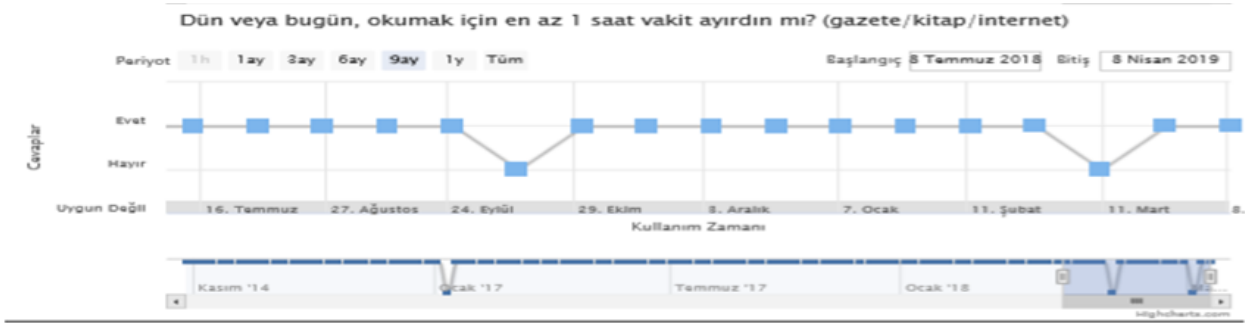 Dün veya bugün, okumak için en az 1 saat vakit ayırdın mı? (gazete/kitap/internet)
Periyot 1h 1ay 3ay 6ay 9ay 1y Tüm Başlangıç 8 Temmuz 2018 Bitiş 8 Nisan 2019
Cevaplar
Evet
Hayır
Uygun Değil 16. Temmuz 27. Ağustos 24. Eylül 29. Ekim 8. Aralık 7. Ocak 11. Şubat 11. Mart 8.
Kullanım Zamanı
Kasım '14 Ocak '17 Temmuz '17 Ocak '18
Highcharts.com